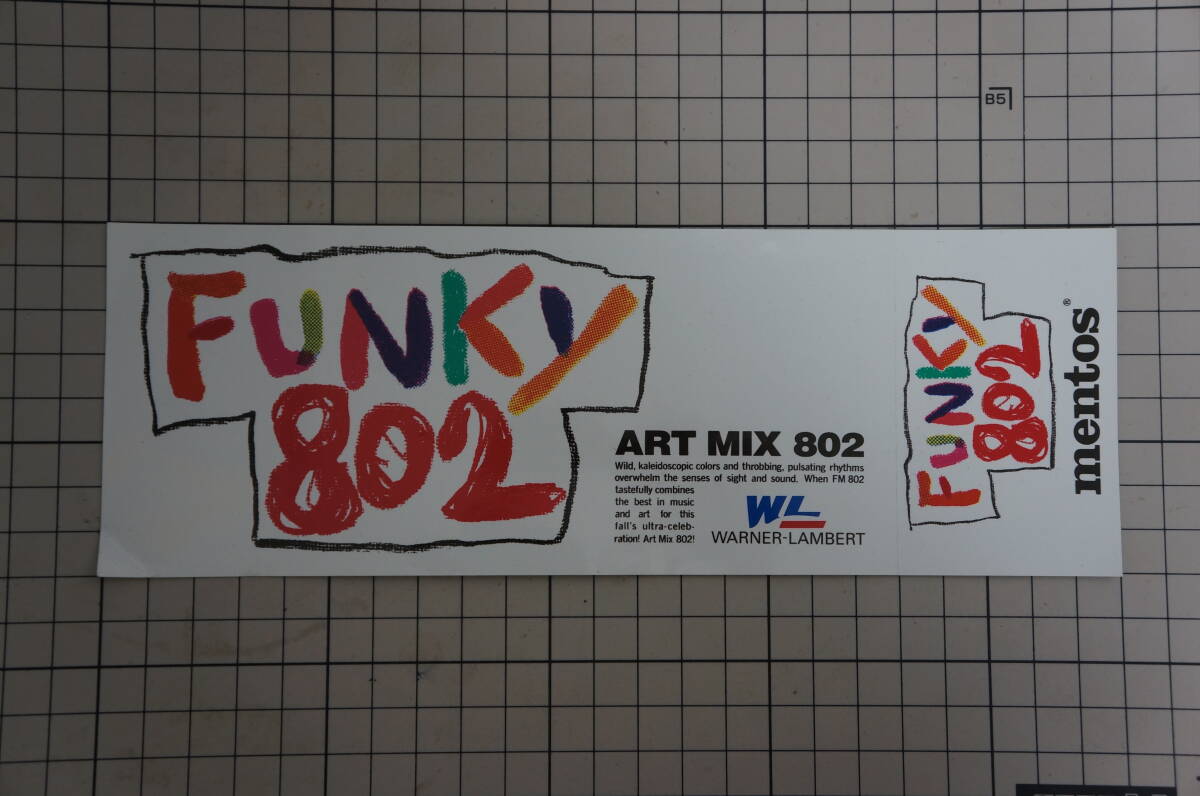 FUNKY
802
ART MIX 802
Wild, kaleidoscopic colors and throbbing, pulsating rhythms
overwhelm the senses of sight and sound. When FM 802
tastefully combines
the best in music
and art for this
fall's ultra-celeb-
ration! Art Mix 802!
WL
WARNER-LAMBERT
FUNKY
802
mentos®
B5